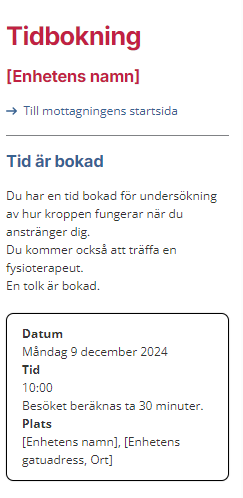 Tidbokning
[Enhetens namn]
→ Till mottagningens startsida
Tid är bokad
Du har en tid bokad för undersökning
av hur kroppen fungerar när du
anstränger dig.
Du kommer också att träffa en
fysioterapeut.
En tolk är bokad.
Datum
Måndag 9 december 2024
Tid
10:00
Besöket beräknas ta 30 minuter.
Plats
[Enhetens namn], [Enhetens
gatuadress, Ort]